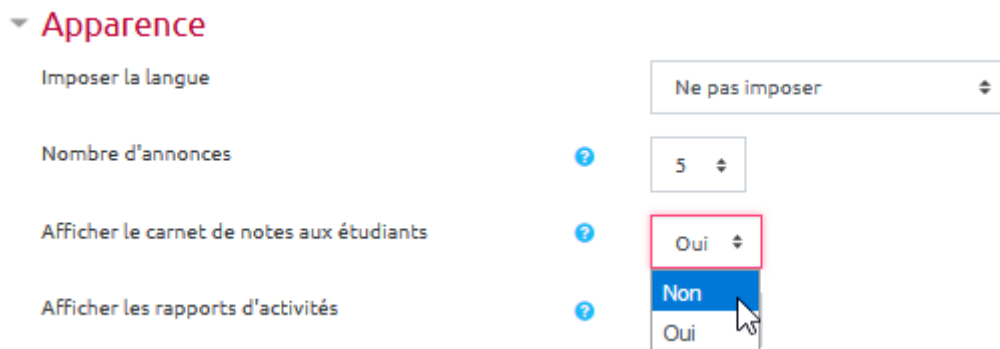 Apparence
Imposer la langue
Ne pas imposer
Nombre d'annonces
5
Afficher le carnet de notes aux étudiants
Oui
Non
Afficher les rapports d'activités
Oui